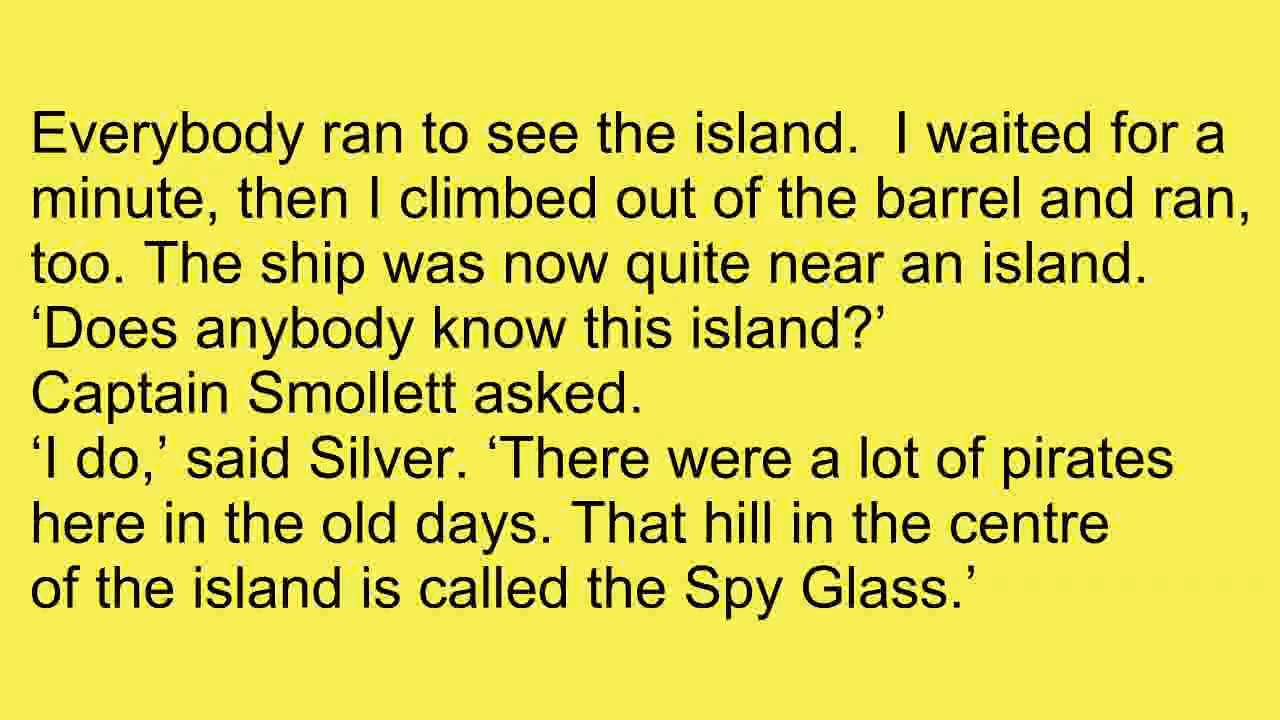 Everybody ran to see the island.  I waited for a
minute, then I climbed out of the barrel and ran,
too. The ship was now quite near an island.
‘Does anybody know this island?’
Captain Smollett asked.
‘I do,’ said Silver. ‘There were a lot of pirates
here in the old days. That hill in the centre
of the island is called the Spy Glass.’